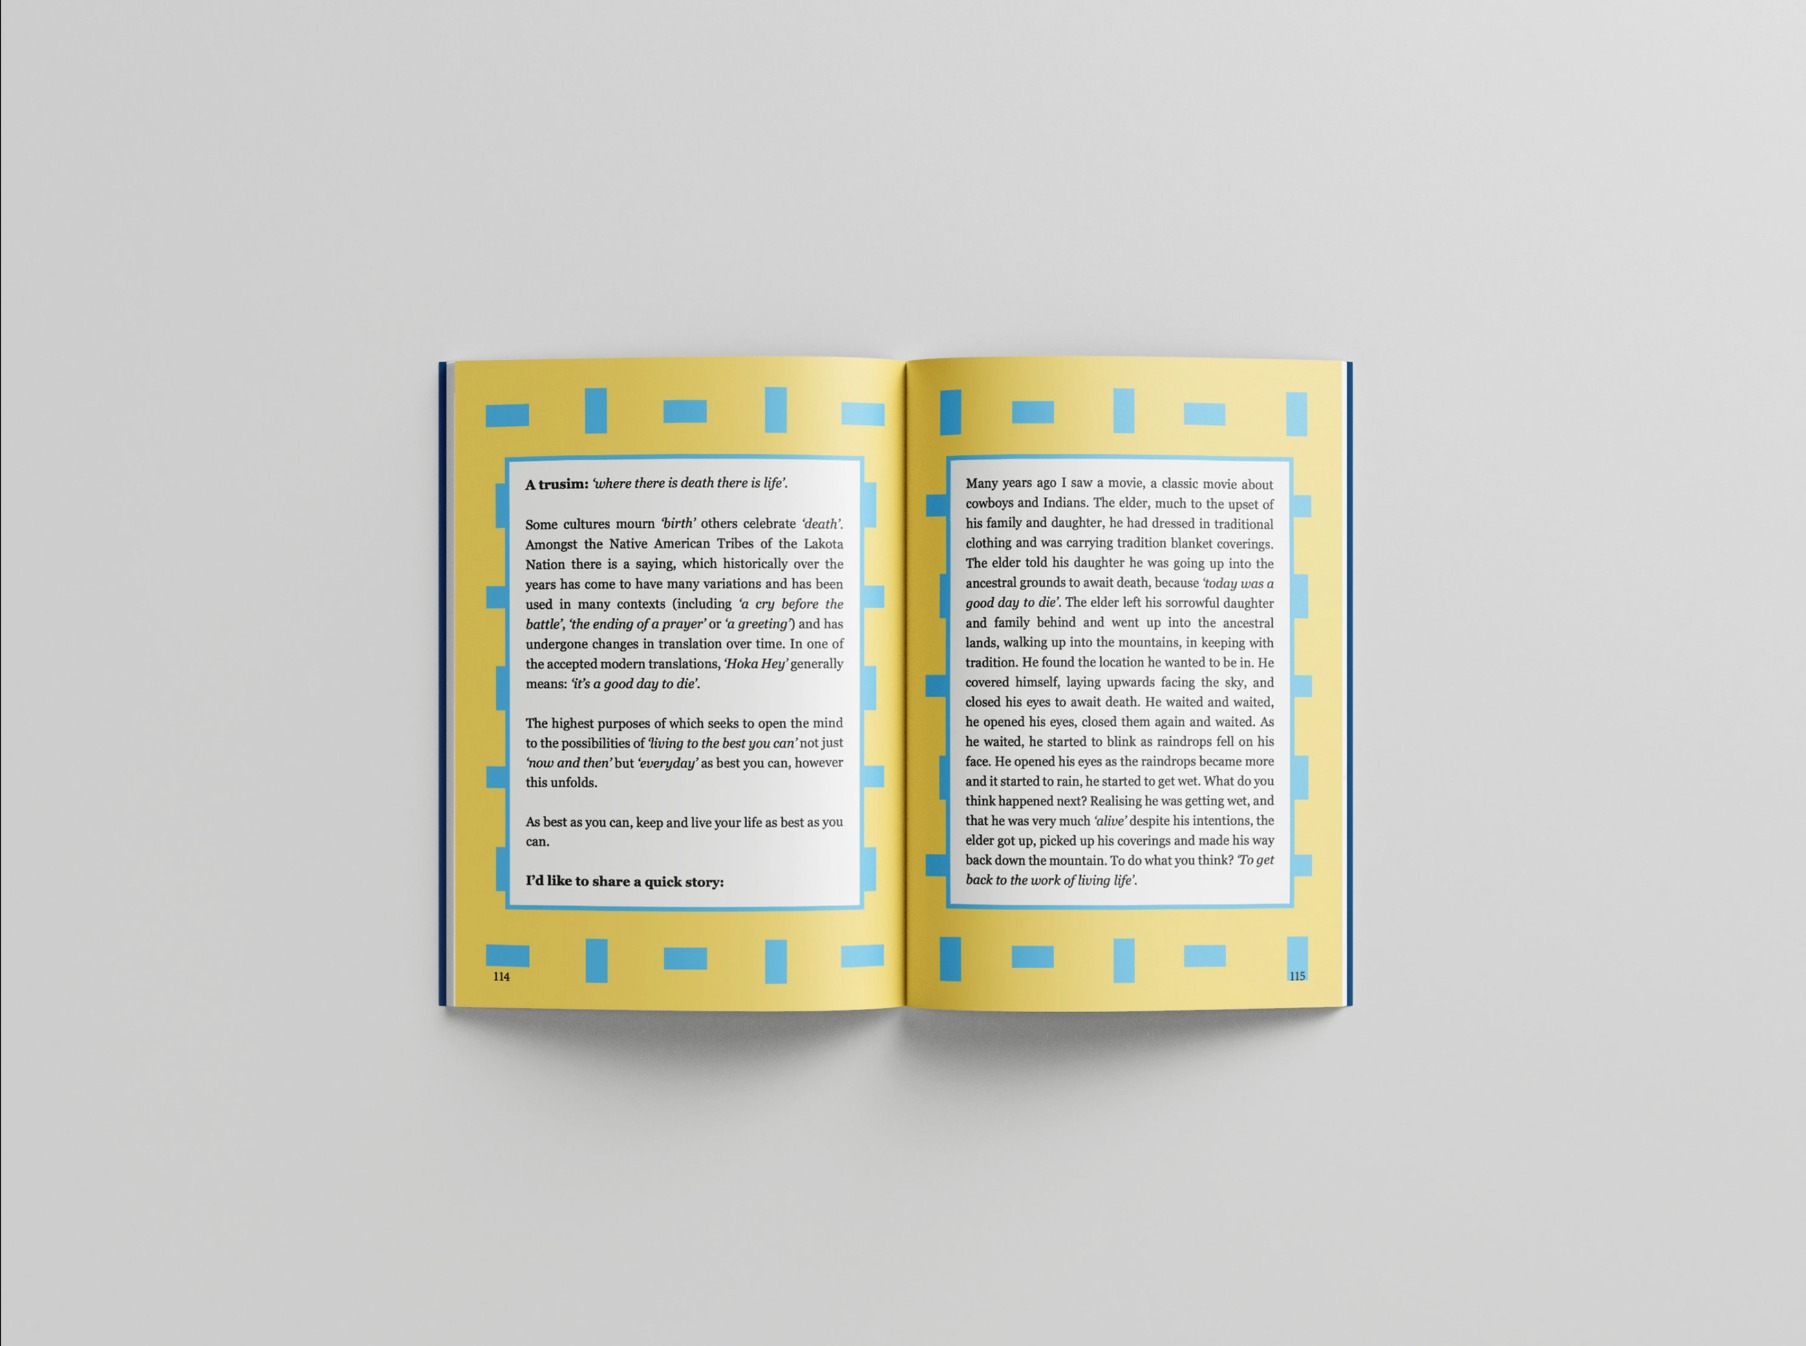 A trusim: ‘where there is death there is life’.
Some cultures mourn ‘birth’ others celebrate ‘death’.
Amongst the Native American Tribes of the Lakota
Nation there is a saying, which historically over the
years has come to have many variations and has been
used in many contexts (including ‘a cry before the
battle’, ‘the ending of a prayer’ or ‘a greeting’) and has
undergone changes in translation over time. In one of
the accepted modern translations, ‘Hoka Hey’ generally
means: ‘it’s a good day to die’.
The highest purposes of which seeks to open the mind
to the possibilities of ‘living to the best you can’ not just
‘now and then’ but ‘everyday’ as best you can, however
this unfolds.
As best as you can, keep and live your life as best as you
can.
I’d like to share a quick story:
114
Many years ago I saw a movie, a classic movie about
cowboys and Indians. The elder, much to the upset of
his family and daughter, he had dressed in traditional
clothing and was carrying tradition blanket coverings.
The elder told his daughter he was going up into the
ancestral grounds to await death, because ‘today was a
good day to die’. The elder left his sorrowful daughter
and family behind and went up into the ancestral
lands, walking up into the mountains, in keeping with
tradition. He found the location he wanted to be in. He
covered himself, laying upwards facing the sky, and
closed his eyes to await death. He waited and waited,
he opened his eyes, closed them again and waited. As
he waited, he started to blink as raindrops fell on his
face. He opened his eyes as the raindrops became more
and it started to rain, he started to get wet. What do you
think happened next? Realising he was getting wet, and
that he was very much ‘alive’ despite his intentions, the
elder got up, picked up his coverings and made his way
back down the mountain. To do what you think? ‘To get
back to the work of living life’.
115